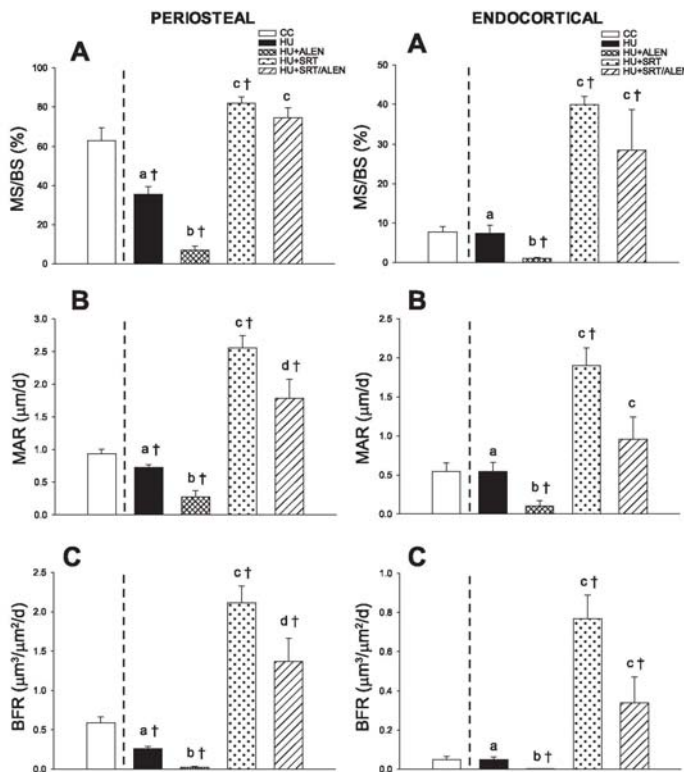 PERIOSTEAL
A
CC
HU
HU+ALEN
HU+SRT
HU+SRT/ALEN
MS/BS (%)
100
80
60
40
20
0
a †
b †
c †
c
B
MAR (μm/d)
3.0
2.5
2.0
1.5
1.0
0.5
0.0
a †
b †
c †
d †
C
BFR (μm³/μm²/d)
2.5
2.0
1.5
1.0
0.5
0.0
a †
b †
c †
d †
ENDOCORTICAL
A
CC
HU
HU+ALEN
HU+SRT
HU+SRT/ALEN
MS/BS (%)
50
40
30
20
10
0
a
b †
c †
c †
B
MAR (μm/d)
3.0
2.5
2.0
1.5
1.0
0.5
0.0
a
b †
c †
c
C
BFR (μm³/μm²/d)
1.0
0.8
0.6
0.4
0.2
0.0
a
b †
c †
c †